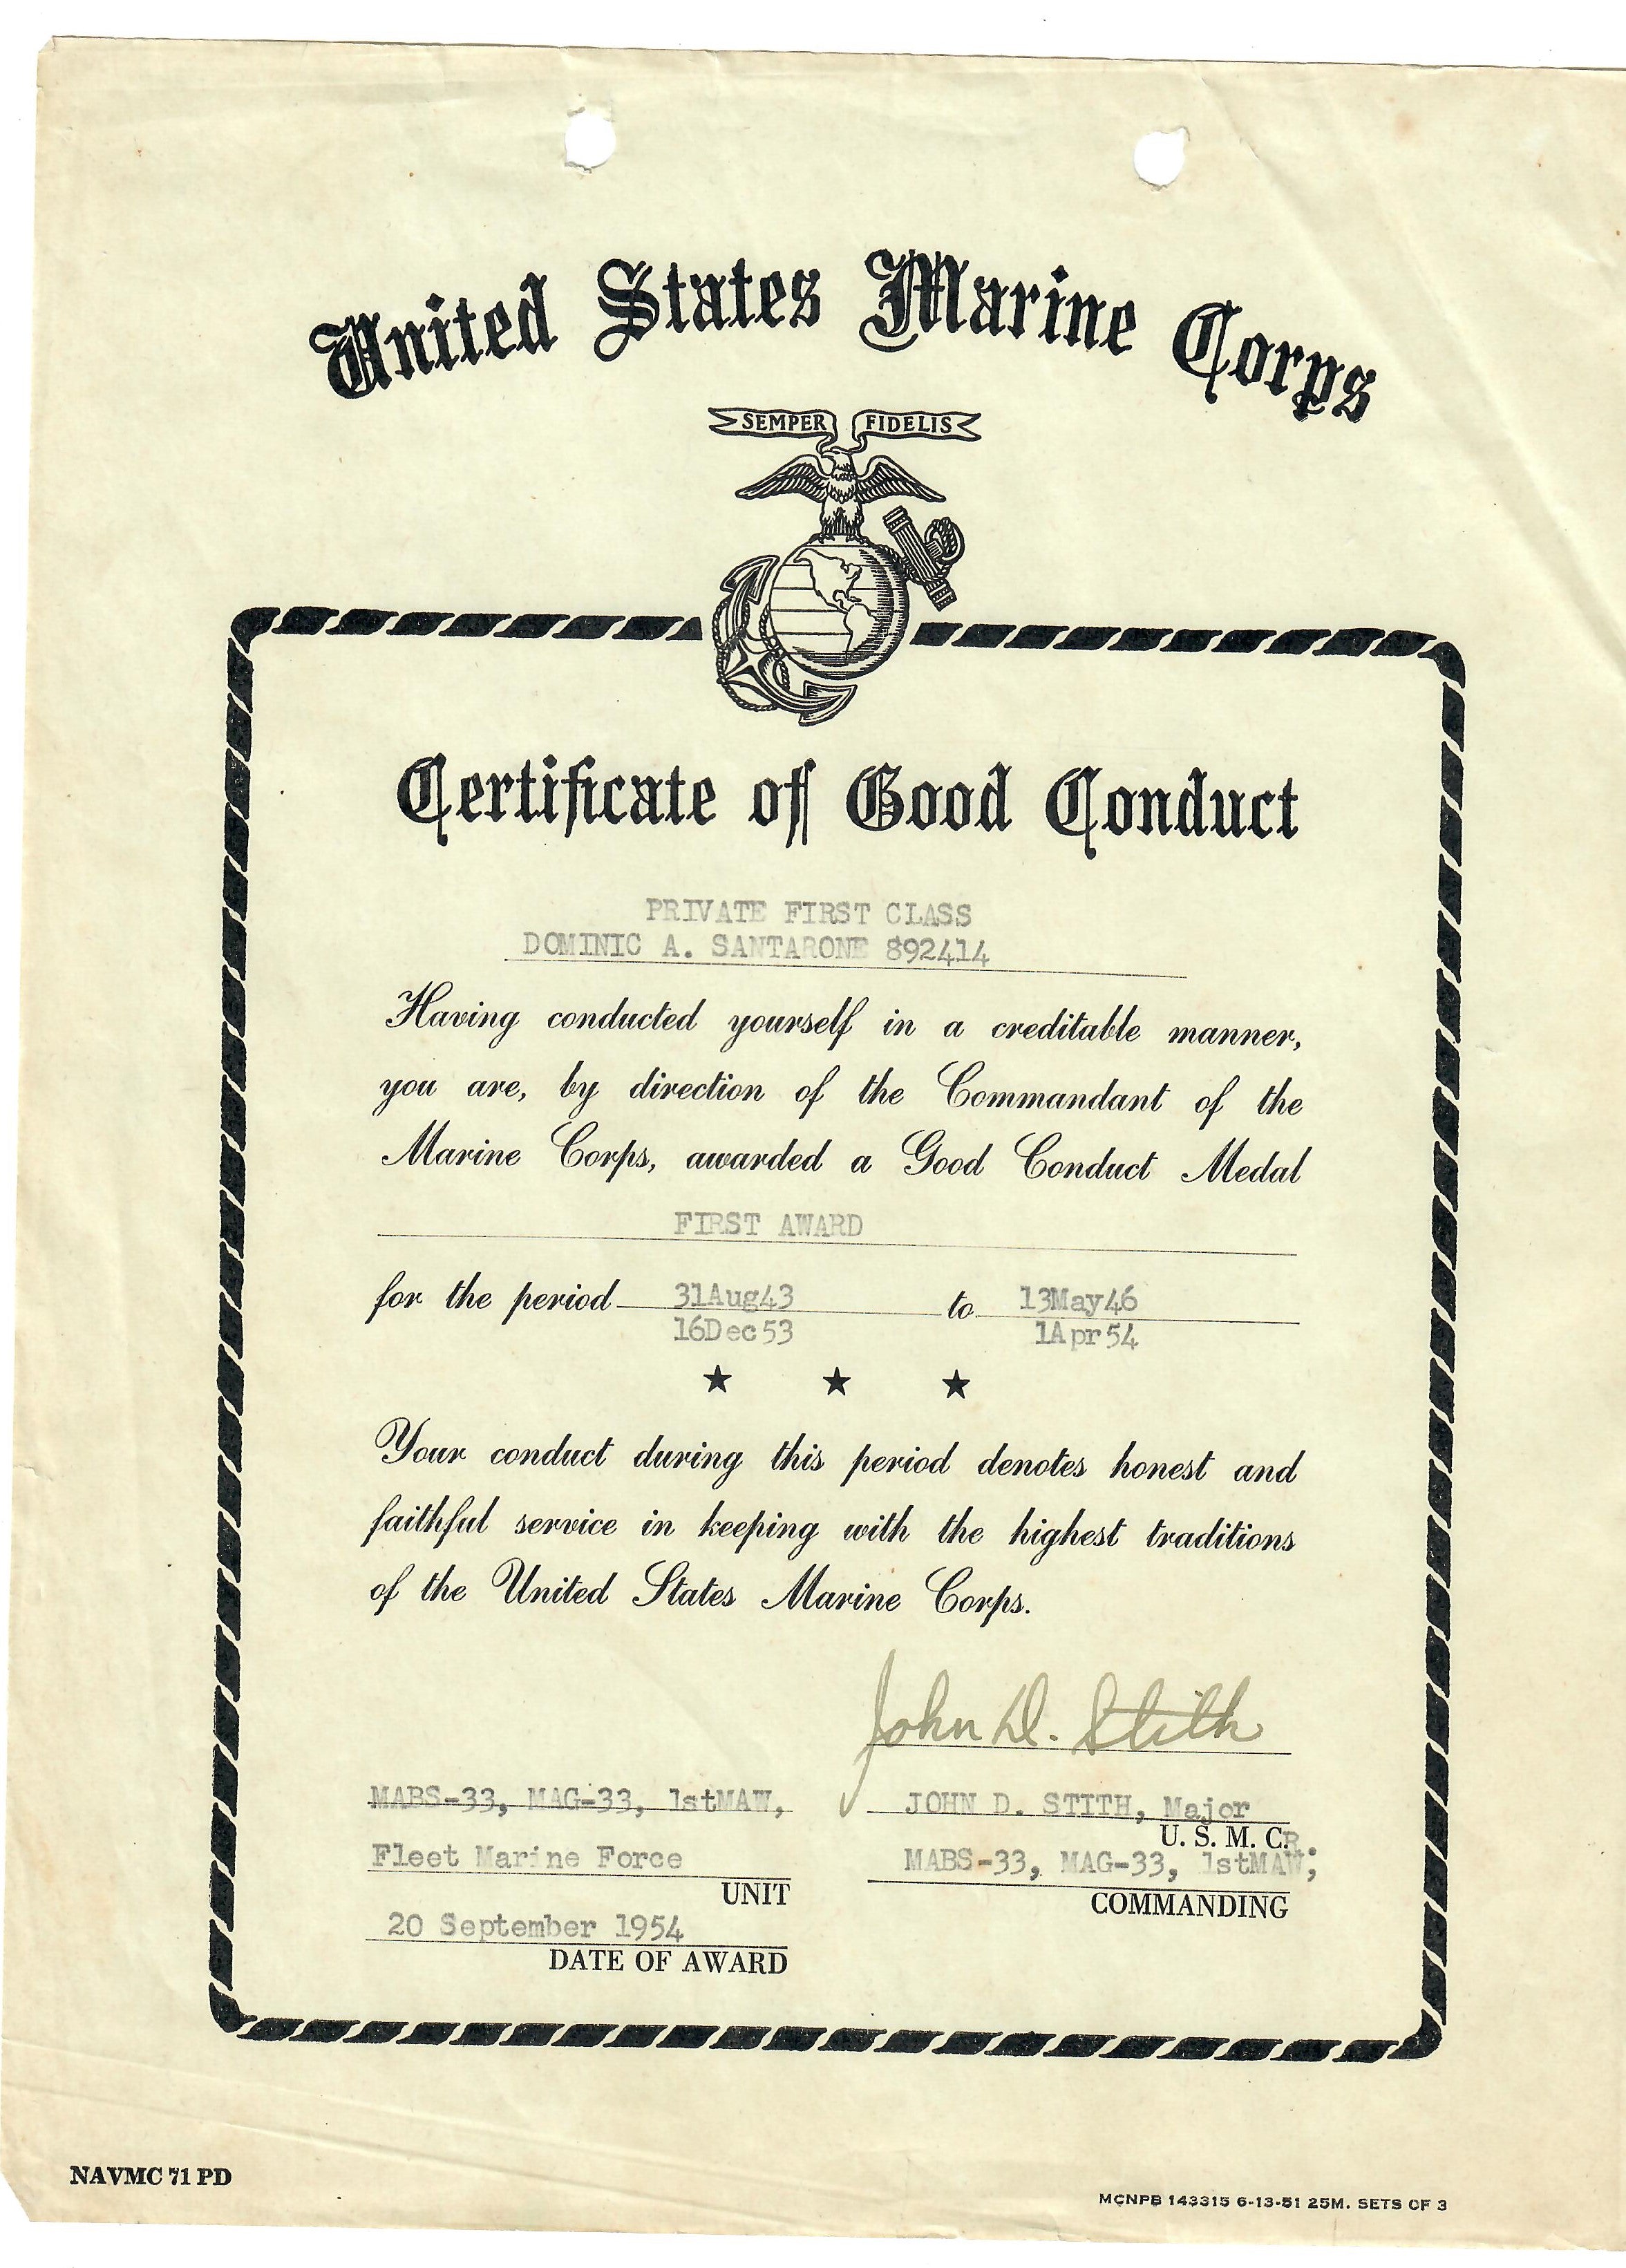 United States Marine Corps
SEMPER FIDELIS
Certificate of Good Conduct
PRIVATE FIRST CLASS
DOMINIC A. SANTARONE 892414
Having conducted yourself in a creditable manner,
you are, by direction of the Commandant of the
Marine Corps, awarded a Good Conduct Medal
FIRST AWARD
for the period 31Aug43 to 13May46
16Dec53 1Apr54
★ ★ ★
Your conduct during this period denotes honest and
faithful service in keeping with the highest traditions
of the United States Marine Corps.
John D. Stith
MABS-33, MAG-33, 1stMAW,
Fleet Marine Force
UNIT
20 September 1954
DATE OF AWARD
JOHN D. STITH, Major
U. S. M. C.R
MABS-33, MAG-33, 1stMAW;
COMMANDING
NAVMC 71 PD
MCNPB 143315 6-13-51 25M. SETS OF 3